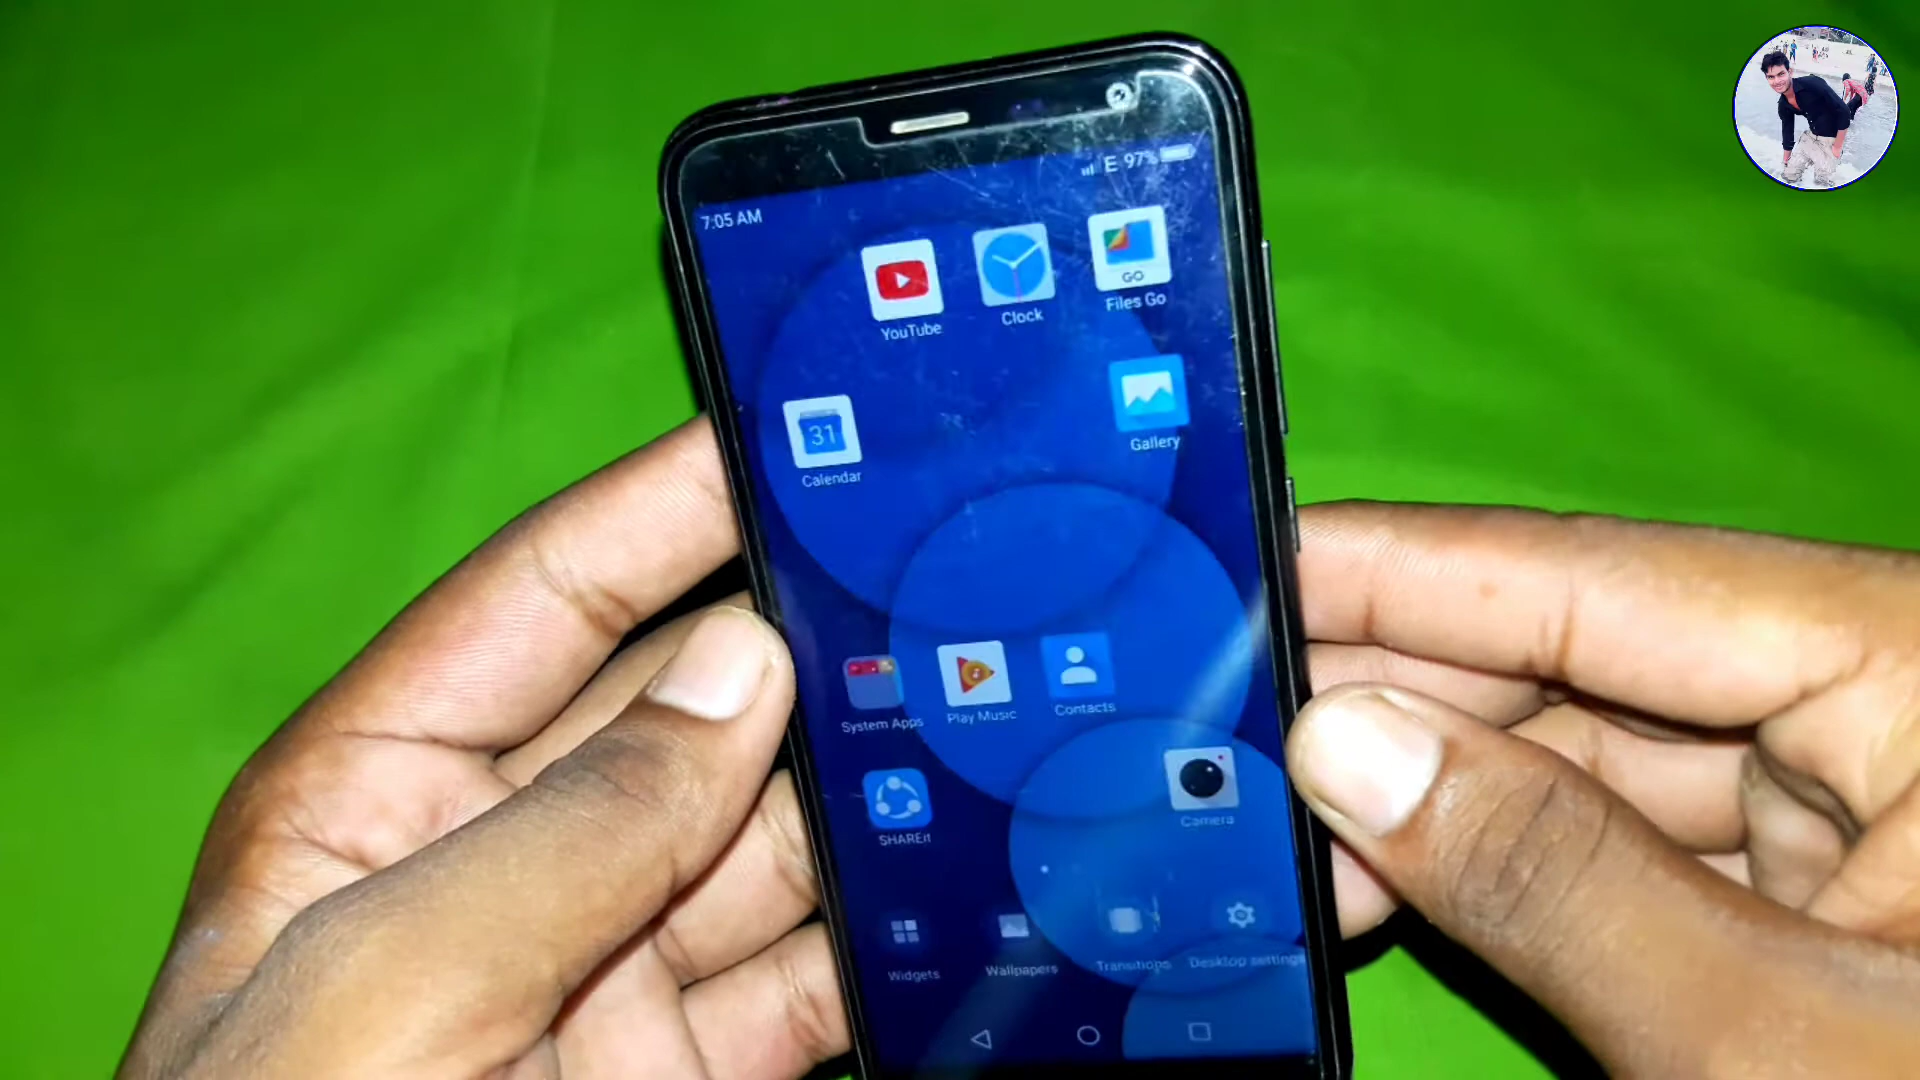 E 97%
7:05 AM
YouTube
Clock
GO
Files Go
31
Calendar
Gallery
System Apps
Play Music
Contacts
SHAREit
Camera
Widgets
Wallpapers
Transitions
Desktop settings